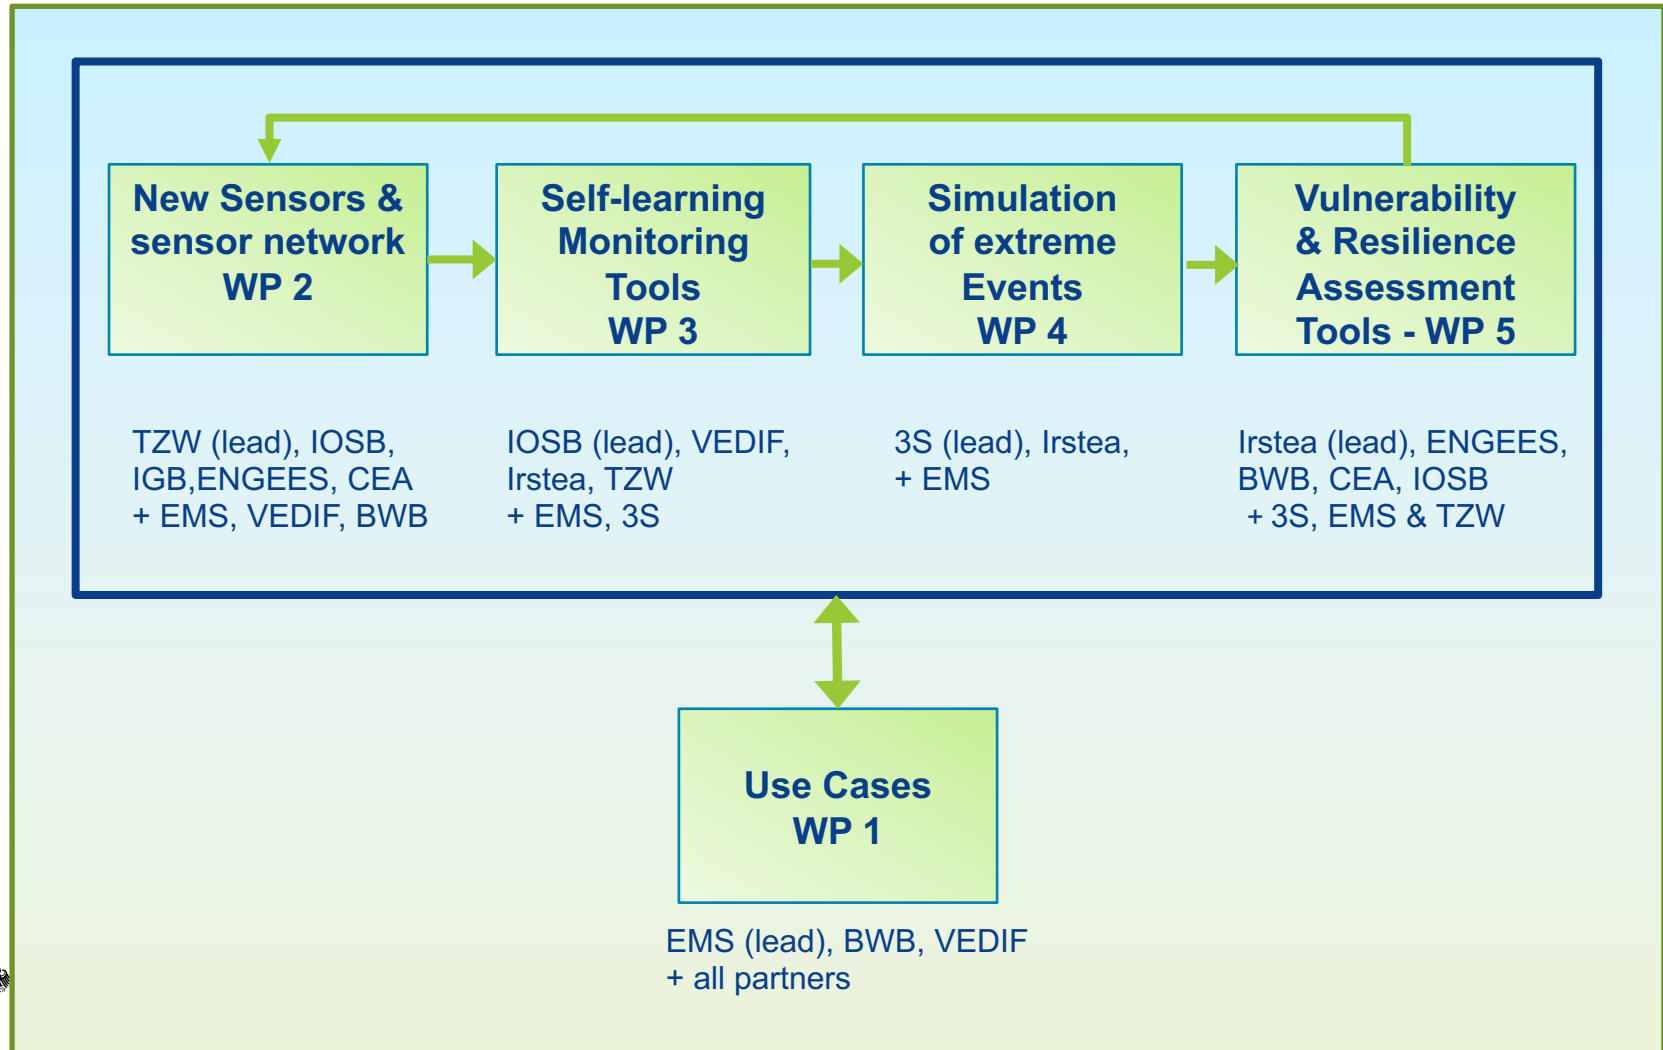 New Sensors &
sensor network
WP 2
Self-learning
Monitoring
Tools
WP 3
Simulation
of extreme
Events
WP 4
Vulnerability
& Resilience
Assessment
Tools - WP 5
TZW (lead), IOSB,
IGB,ENGEES, CEA
+ EMS, VEDIF, BWB
IOSB (lead), VEDIF,
Irstea, TZW
+ EMS, 3S
3S (lead), Irstea,
+ EMS
Irstea (lead), ENGEES,
BWB, CEA, IOSB
+ 3S, EMS & TZW
Use Cases
WP 1
EMS (lead), BWB, VEDIF
+ all partners